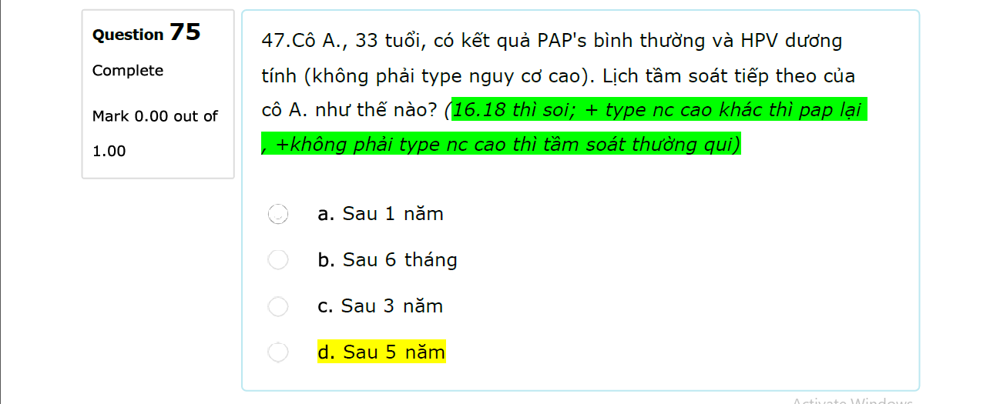 Question 75
Complete
Mark 0.00 out of
1.00
47.Cô A., 33 tuổi, có kết quả PAP's bình thường và HPV dương
tính (không phải type nguy cơ cao). Lịch tầm soát tiếp theo của
cô A. như thế nào? (16.18 thì soi; + type nc cao khác thì pap lại
, +không phải type nc cao thì tầm soát thường qui)
a. Sau 1 năm
b. Sau 6 tháng
c. Sau 3 năm
d. Sau 5 năm
Activate Windows